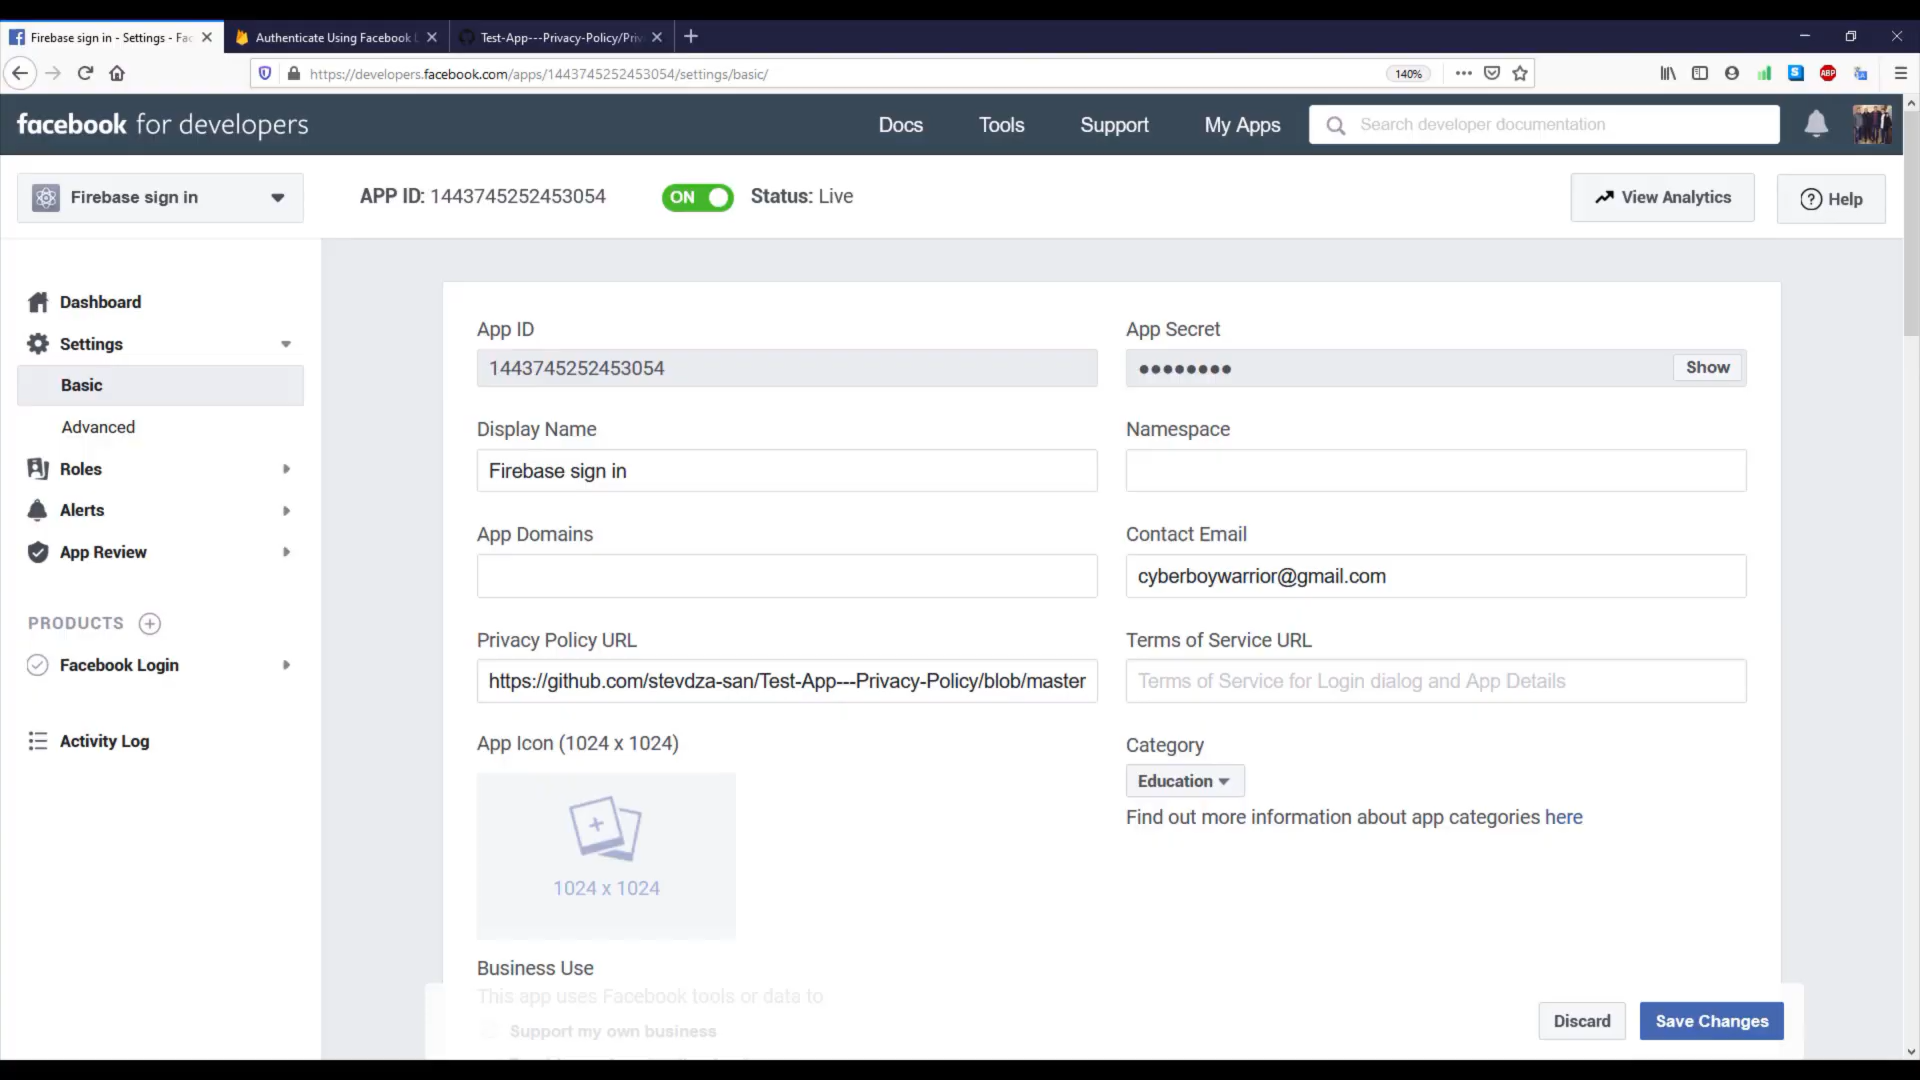 Firebase sign in - Settings - Fac
Authenticate Using Facebook L
Test-App---Privacy-Policy/Priv
https://developers.facebook.com/apps/1443745252453054/settings/basic/
140%
ABP
facebook for developers
Docs
Tools
Support
My Apps
Search developer documentation
Firebase sign in
APP ID: 1443745252453054
ON
Status: Live
View Analytics
Help
Dashboard
Settings
Basic
Advanced
Roles
Alerts
App Review
PRODUCTS
Facebook Login
Activity Log
App ID
1443745252453054
App Secret
●●●●●●●●
Show
Display Name
Firebase sign in
Namespace
App Domains
Contact Email
cyberboywarrior@gmail.com
Privacy Policy URL
https://github.com/stevdza-san/Test-App---Privacy-Policy/blob/master
Terms of Service URL
Terms of Service for Login dialog and App Details
App Icon (1024 x 1024)
1024 x 1024
Category
Education
Find out more information about app categories here
Business Use
This app uses Facebook tools or data to
Support my own business
Discard
Save Changes